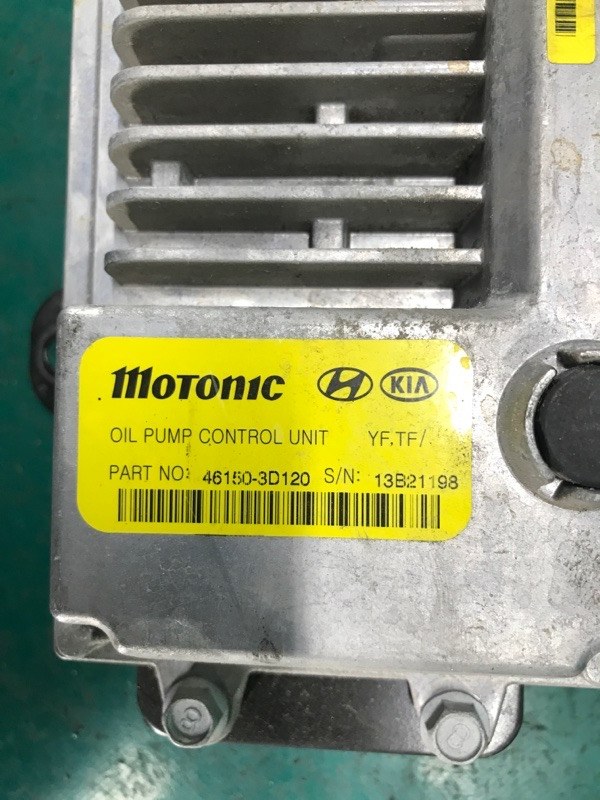 MOTONIC KIA
OIL PUMP CONTROL UNIT YF.TF/
PART NO: 46150-3D120 S/N: 13B21198